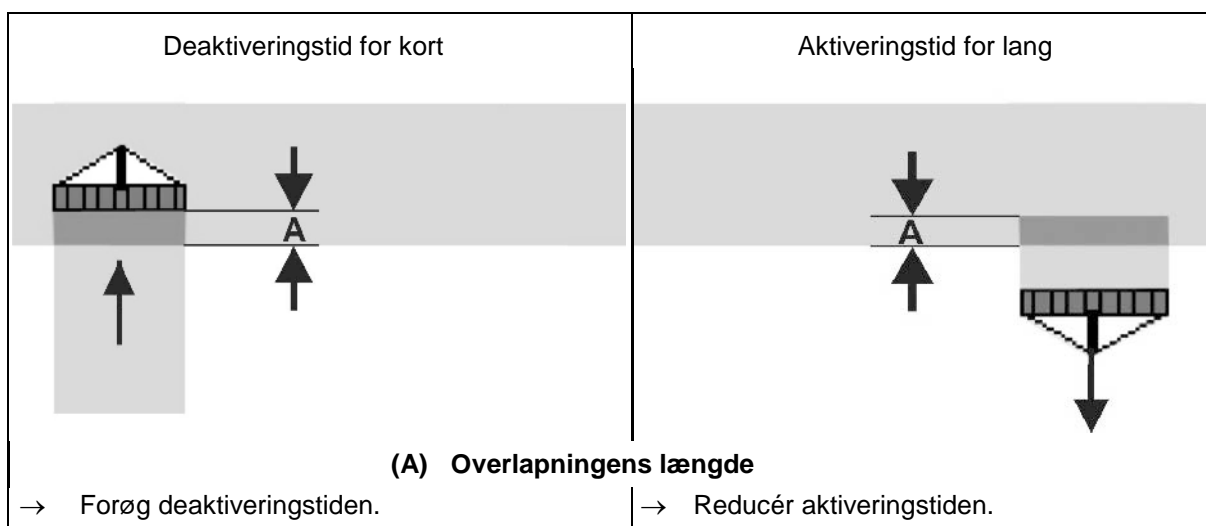 Deaktiveringstid for kort
Aktiveringstid for lang
A
A
(A) Overlapningens længde
→ Forøg deaktiveringstiden.
→ Reducér aktiveringstiden.